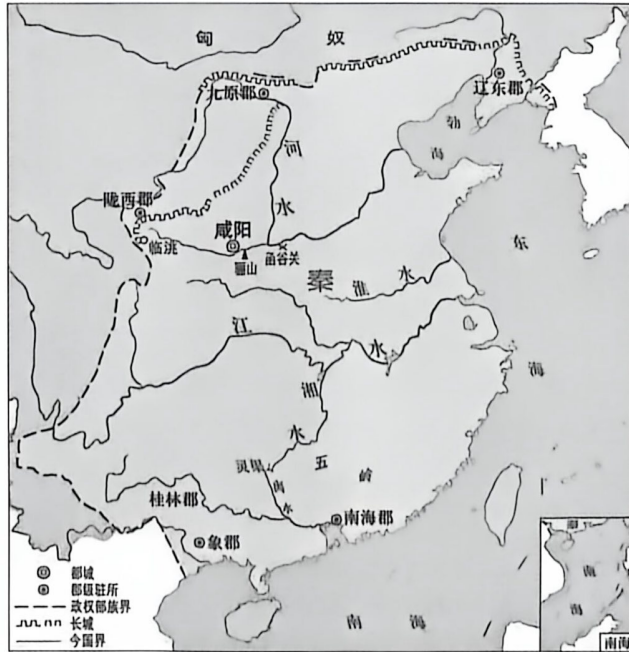 匈奴
辽东郡
九原郡
渤海
河水
陇西郡
临洮
咸阳
骊山
函谷关
秦
淮水
东海
江水
湘水
灵渠
五岭
桂林郡
南海郡
象郡
南海
都城
郡级驻所
政权部族界
长城
今国界
南海
南海